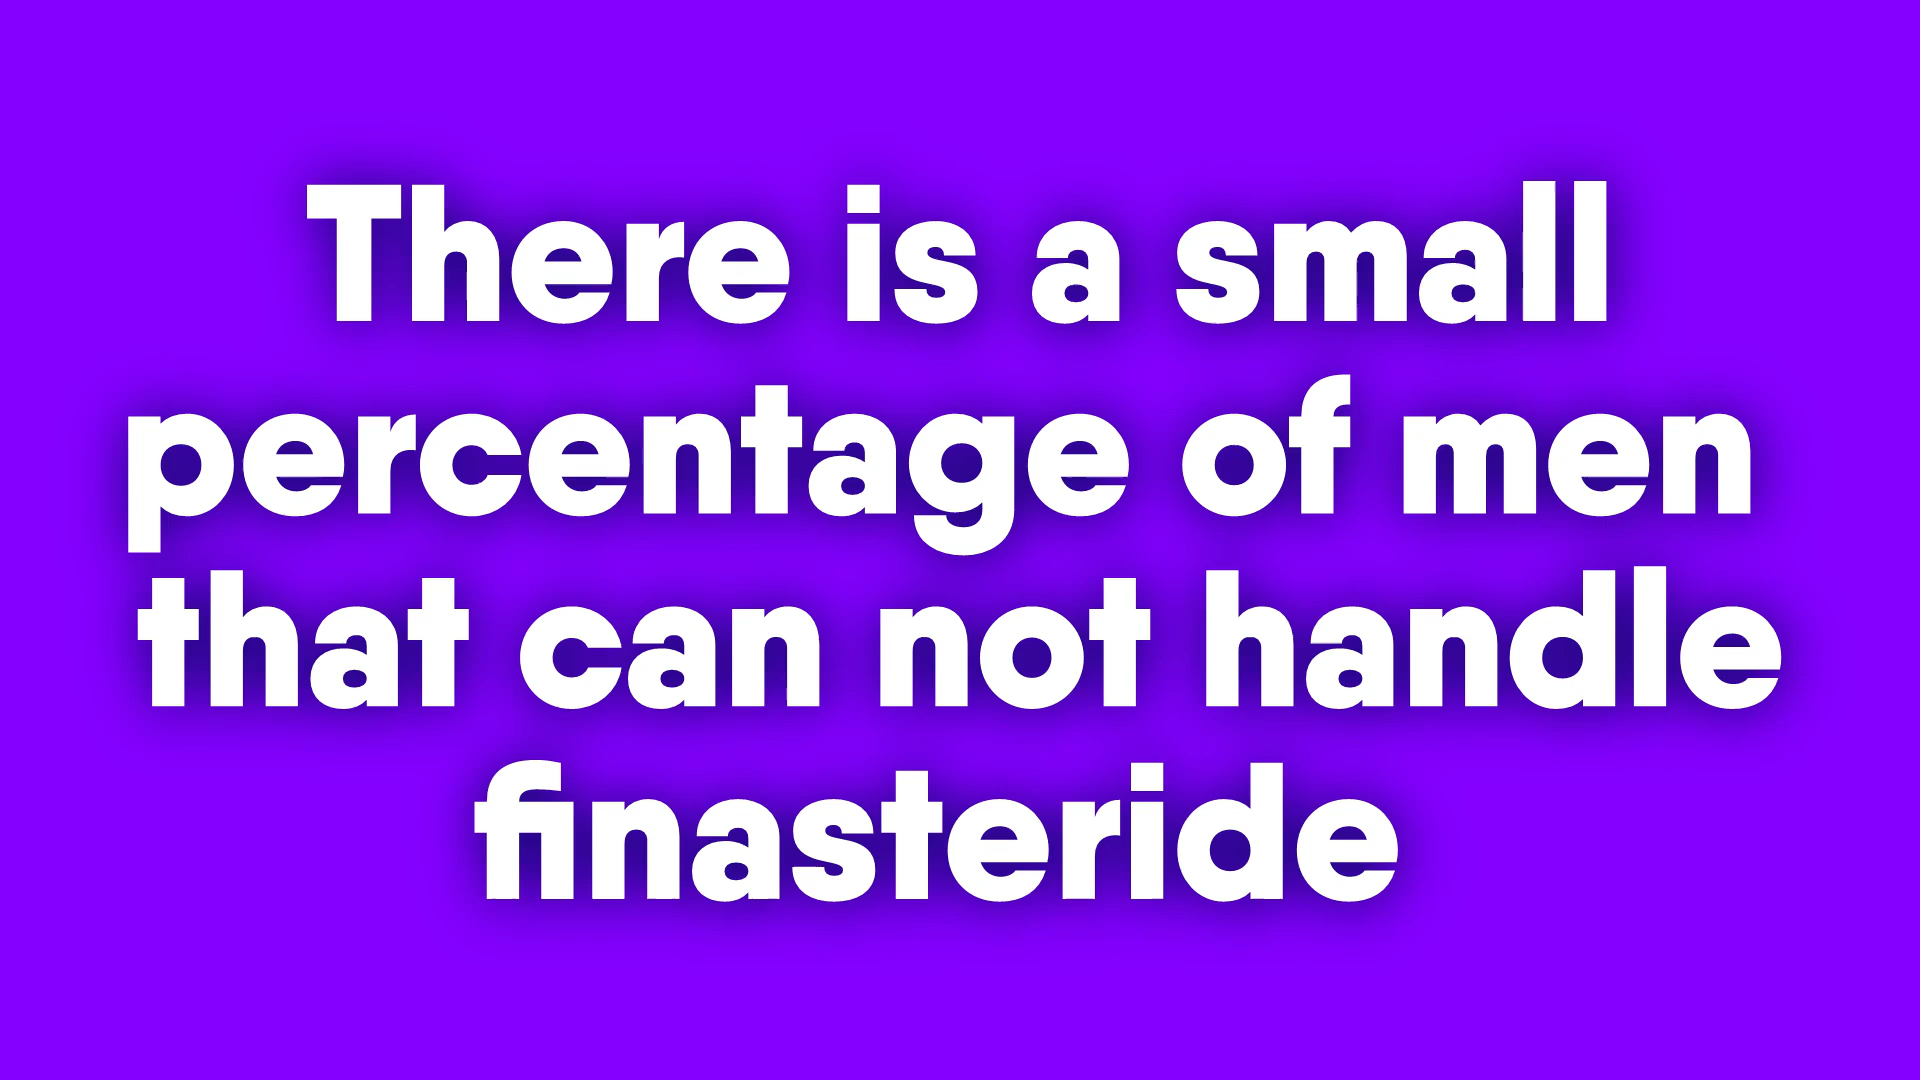 There is a small
percentage of men
that can not handle
finasteride